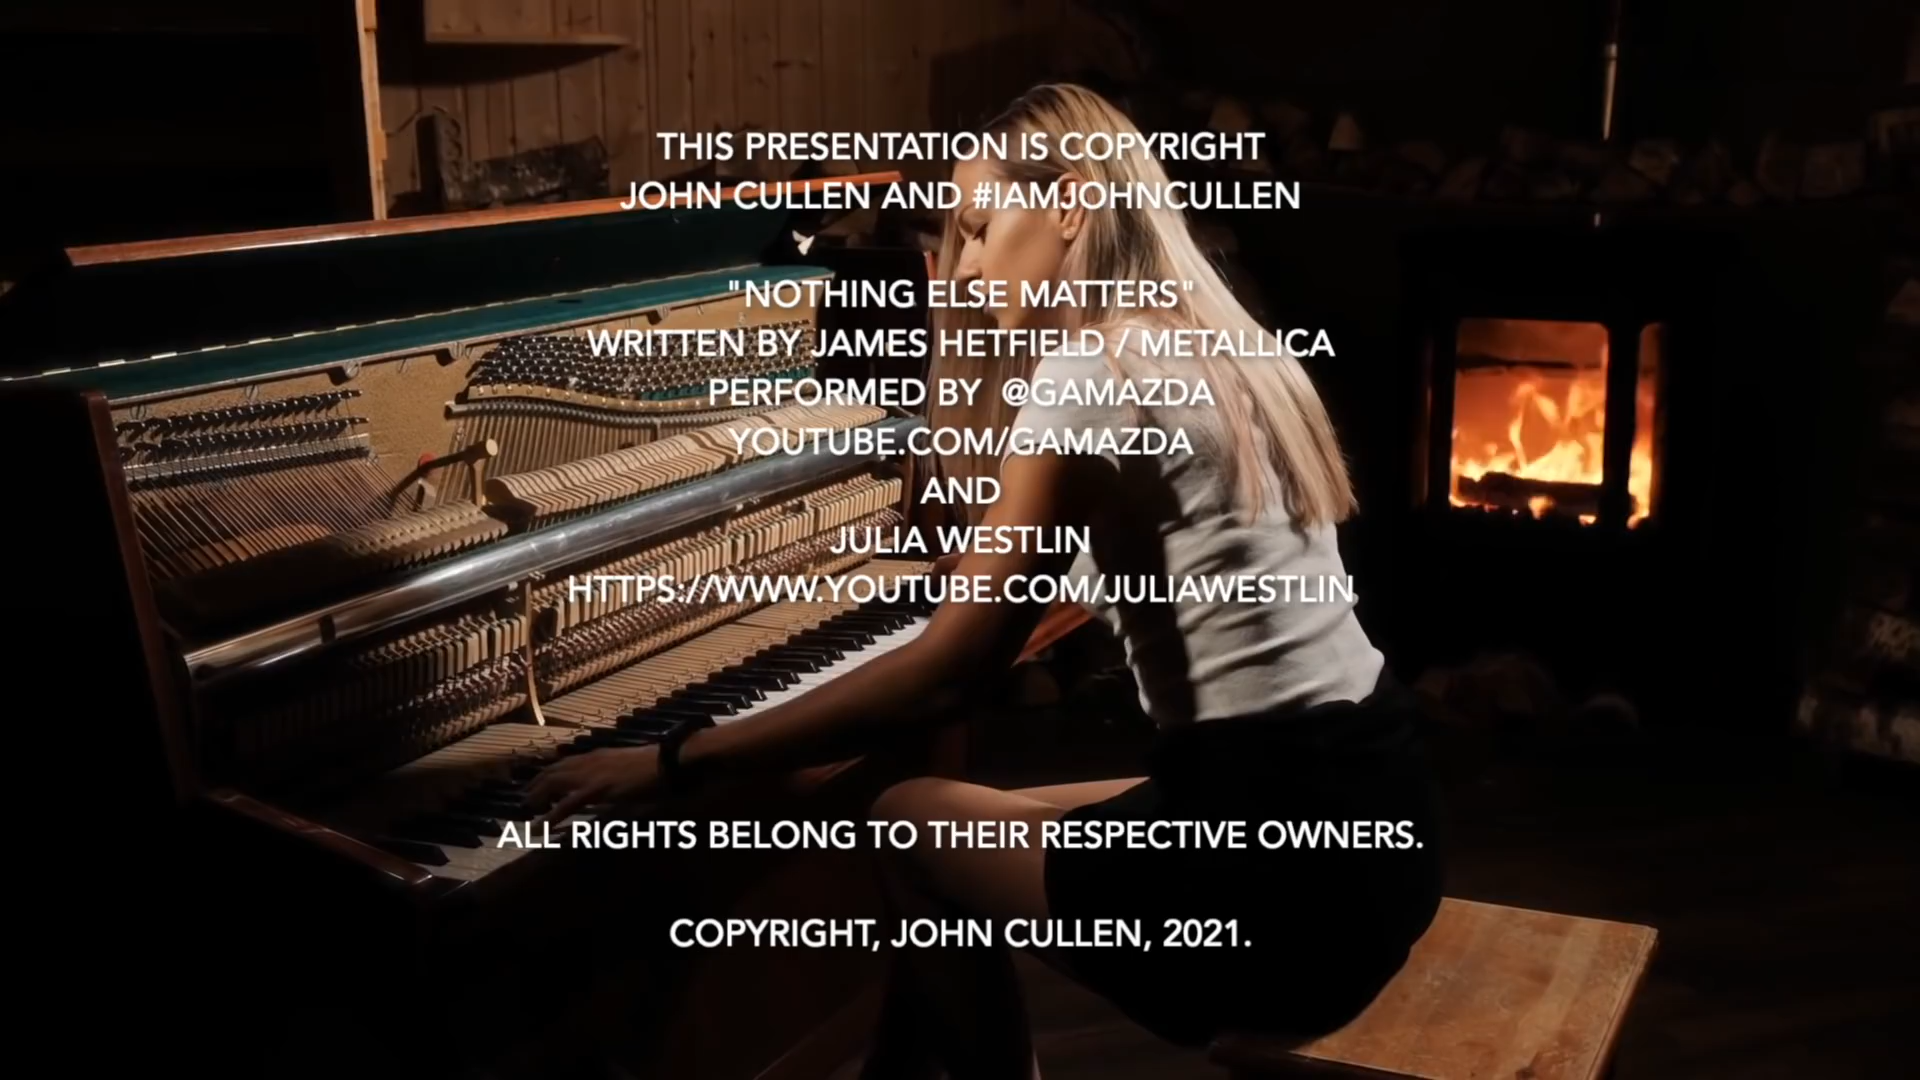 THIS PRESENTATION IS COPYRIGHT
JOHN CULLEN AND #IAMJOHNCULLEN
"NOTHING ELSE MATTERS"
WRITTEN BY JAMES HETFIELD / METALLICA
PERFORMED BY @GAMAZDA
YOUTUBE.COM/GAMAZDA
AND
JULIA WESTLIN
HTTPS://WWW.YOUTUBE.COM/JULIAWESTLIN
ALL RIGHTS BELONG TO THEIR RESPECTIVE OWNERS.
COPYRIGHT, JOHN CULLEN, 2021.